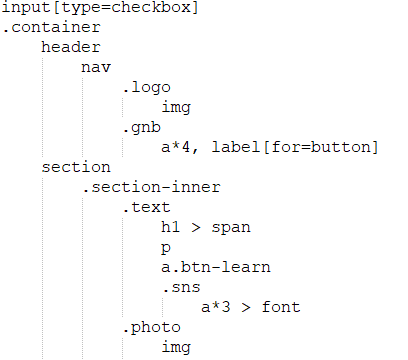 input[type=checkbox]
.container
header
nav
.logo
img
.gnb
a*4, label[for=button]
section
.section-inner
.text
h1 > span
p
a.btn-learn
.sns
a*3 > font
.photo
img